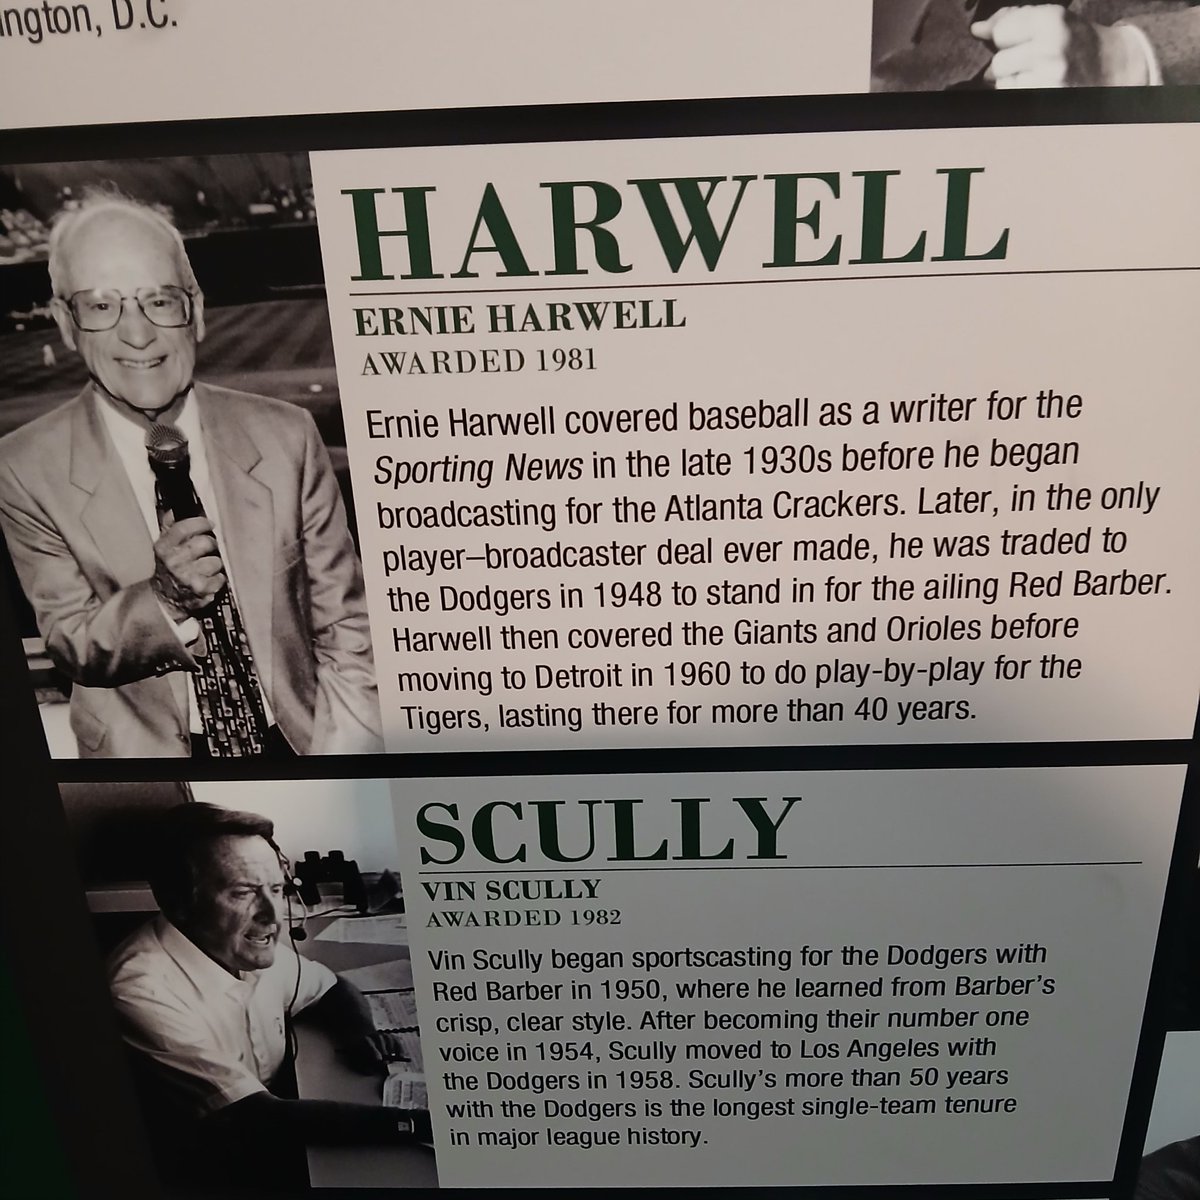 D.C.
HARWELL
ERNIE HARWELL
AWARDED 1981
Ernie Harwell covered baseball as a writer for the
Sporting News in the late 1930s before he began
broadcasting for the Atlanta Crackers. Later, in the only
player–broadcaster deal ever made, he was traded to
the Dodgers in 1948 to stand in for the ailing Red Barber.
Harwell then covered the Giants and Orioles before
moving to Detroit in 1960 to do play-by-play for the
Tigers, lasting there for more than 40 years.
SCULLY
VIN SCULLY
AWARDED 1982
Vin Scully began sportscasting for the Dodgers with
Red Barber in 1950, where he learned from Barber's
crisp, clear style. After becoming their number one
voice in 1954, Scully moved to Los Angeles with
the Dodgers in 1958. Scully's more than 50 years
with the Dodgers is the longest single-team tenure
in major league history.